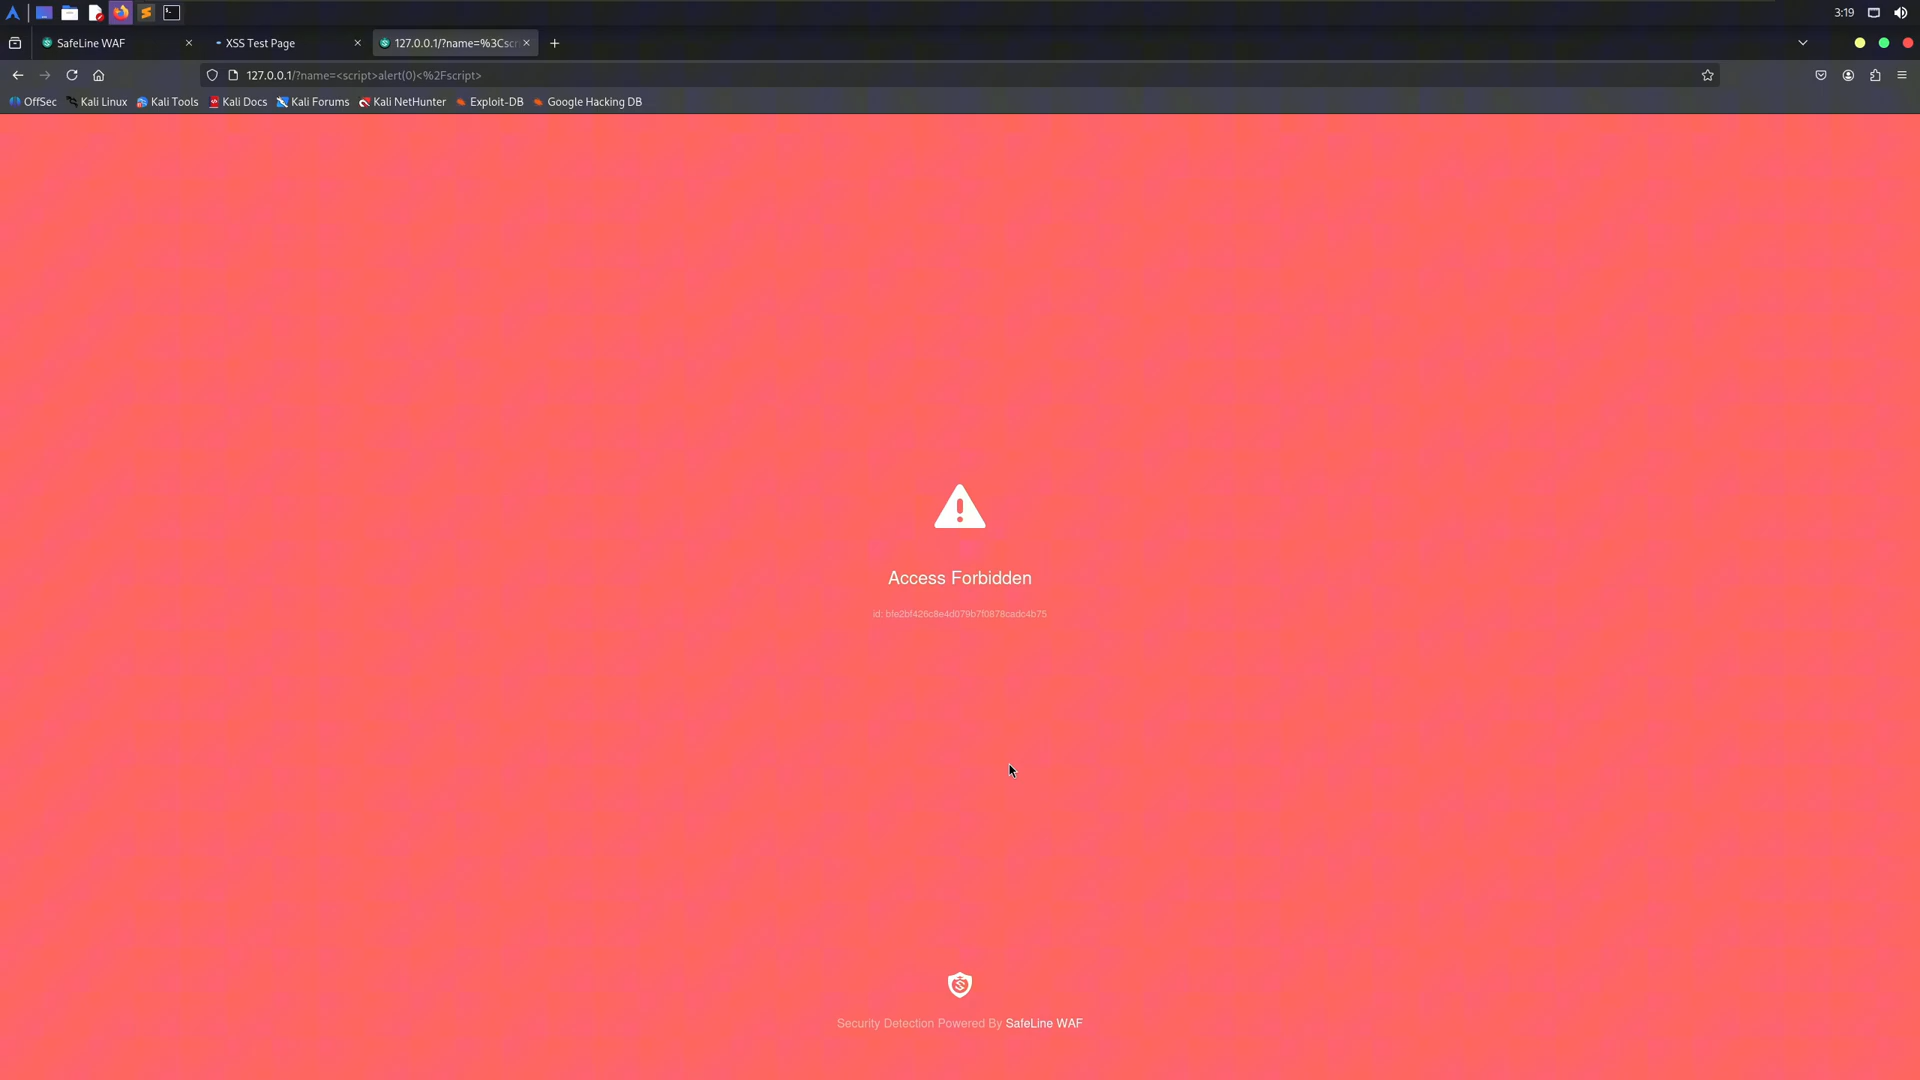 3:19
SafeLine WAF
XSS Test Page
127.0.0.1/?name=%3Csc
127.0.0.1/?name=<script>alert(0)<%2Fscript>
OffSec Kali Linux Kali Tools Kali Docs Kali Forums Kali NetHunter Exploit-DB Google Hacking DB
Access Forbidden
id:
Security Detection Powered By SafeLine WAF